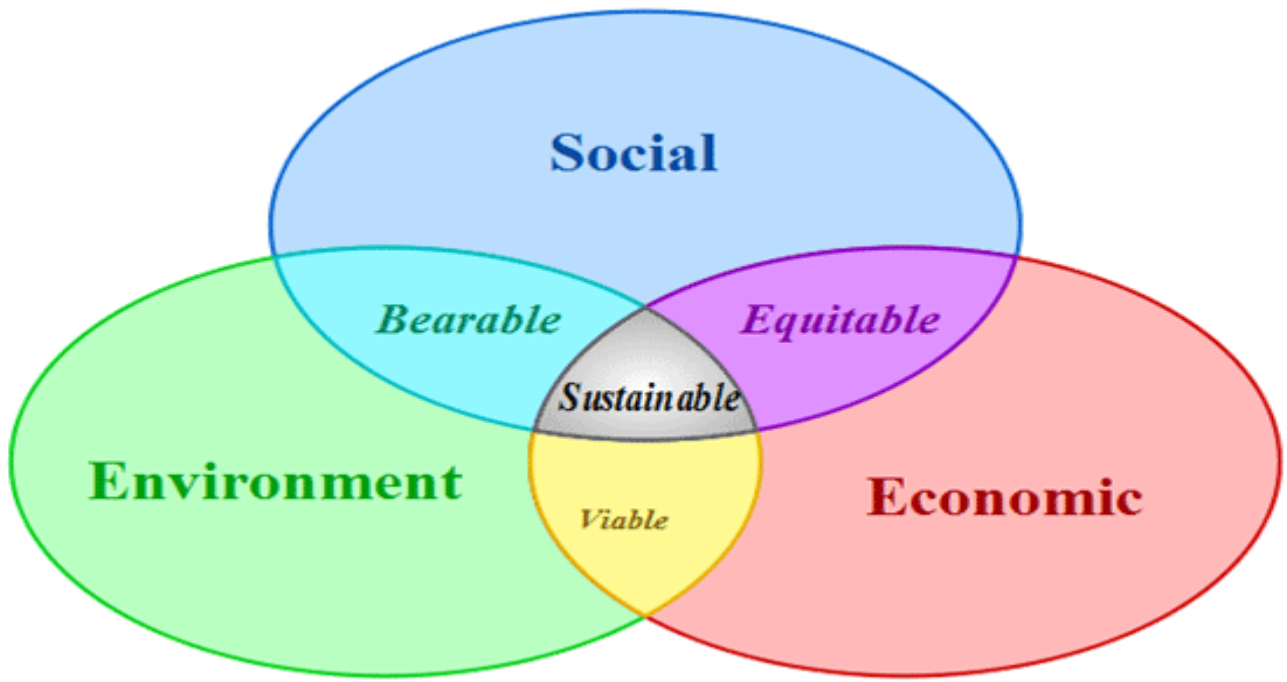 Social
Bearable
Equitable
Sustainable
Environment
Economic
Viable